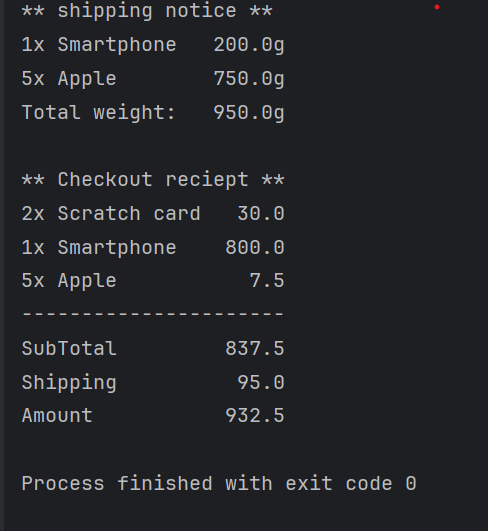 ** shipping notice **
1x Smartphone   200.0g
5x Apple        750.0g
Total weight:   950.0g

** Checkout reciept **
2x Scratch card   30.0
1x Smartphone    800.0
5x Apple           7.5
----------------------
SubTotal         837.5
Shipping          95.0
Amount           932.5

Process finished with exit code 0